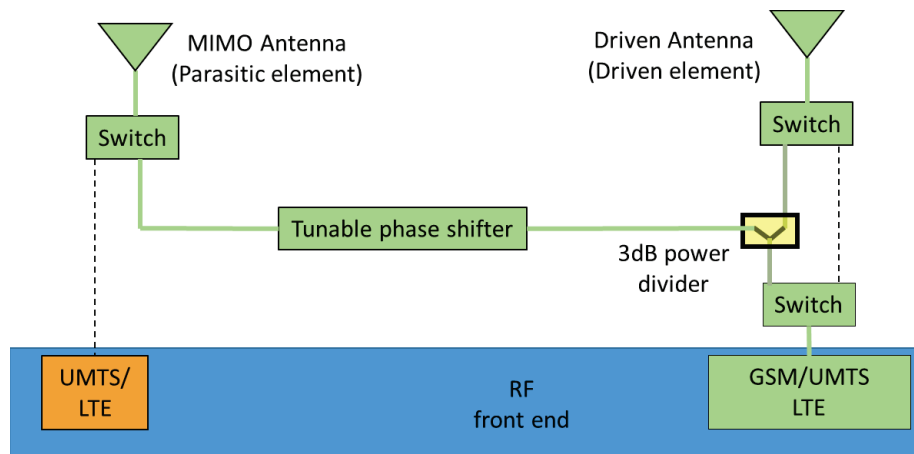 MIMO Antenna
(Parasitic element)
Driven Antenna
(Driven element)
Switch
Switch
Tunable phase shifter
3dB power
divider
Switch
UMTS/
LTE
RF
front end
GSM/UMTS
LTE